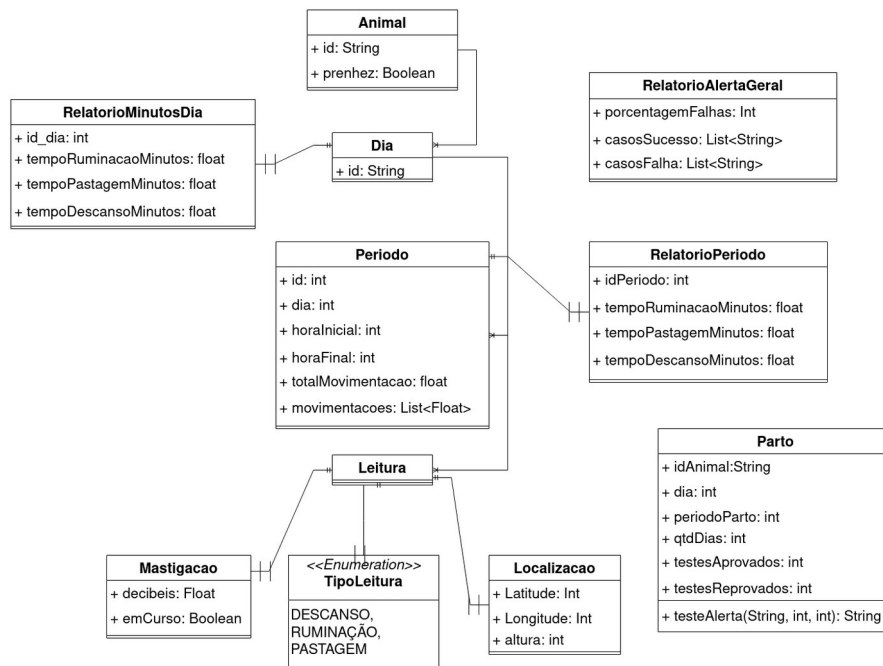 Animal
+ id: String
+ prenhez: Boolean
RelatorioAlertaGeral
+ porcentagemFalhas: Int
+ casosSucesso: List<String>
+ casosFalha: List<String>
RelatorioMinutosDia
+ id_dia: int
+ tempoRuminacaoMinutos: float
+ tempoPastagemMinutos: float
+ tempoDescansoMinutos: float
Dia
+ id: String
Periodo
+ id: int
+ dia: int
+ horaInicial: int
+ horaFinal: int
+ totalMovimentacao: float
+ movimentacoes: List<Float>
RelatorioPeriodo
+ idPeriodo: int
+ tempoRuminacaoMinutos: float
+ tempoPastagemMinutos: float
+ tempoDescansoMinutos: float
Leitura
Parto
+ idAnimal:String
+ dia: int
+ periodoParto: int
+ qtdDias: int
+ testesAprovados: int
+ testesReprovados: int
+ testeAlerta(String, int, int): String
Mastigacao
+ decibeis: Float
+ emCurso: Boolean
<<Enumeration>>
TipoLeitura
DESCANSO,
RUMINAÇÃO,
PASTAGEM
Localizacao
+ Latitude: Int
+ Longitude: Int
+ altura: int